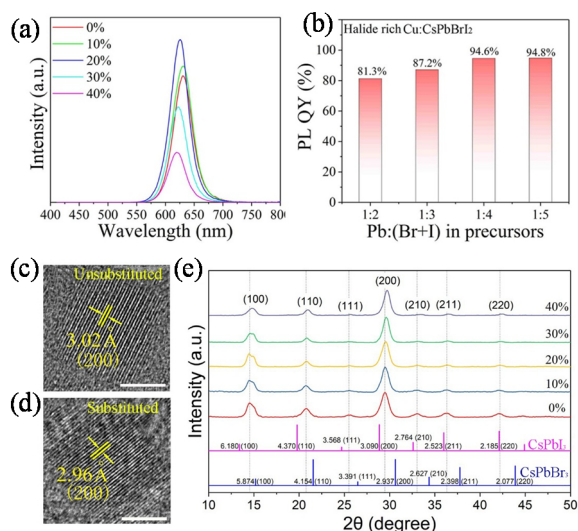 (a)
0%
10%
20%
30%
40%
Intensity (a.u.)
400 450 500 550 600 650 700 750 800
Wavelength (nm)
(b)
Halide rich Cu:CsPbBrI₂
81.3%
87.2%
94.6%
94.8%
100
80
60
40
20
0
PL QY (%)
1:2 1:3 1:4 1:5
Pb:(Br+I) in precursors
(c)
Unsubstituted
3.02 Å
(200)
(d)
Substituted
2.96 Å
(200)
(e)
(100) (110) (111) (200) (210) (211) (220)
40%
30%
20%
10%
0%
Intensity (a.u.)
6.180 (100) 4.370 (110) 3.568 (111) 3.090 (200) 2.764 (210) 2.523 (211) 2.185 (220)
CsPbI₃
5.874 (100) 4.154 (110) 3.391 (111) 2.937 (200) 2.627 (210) 2.398 (211) 2.077 (220)
CsPbBr₃
10 15 20 25 30 35 40 45 50
2θ (degree